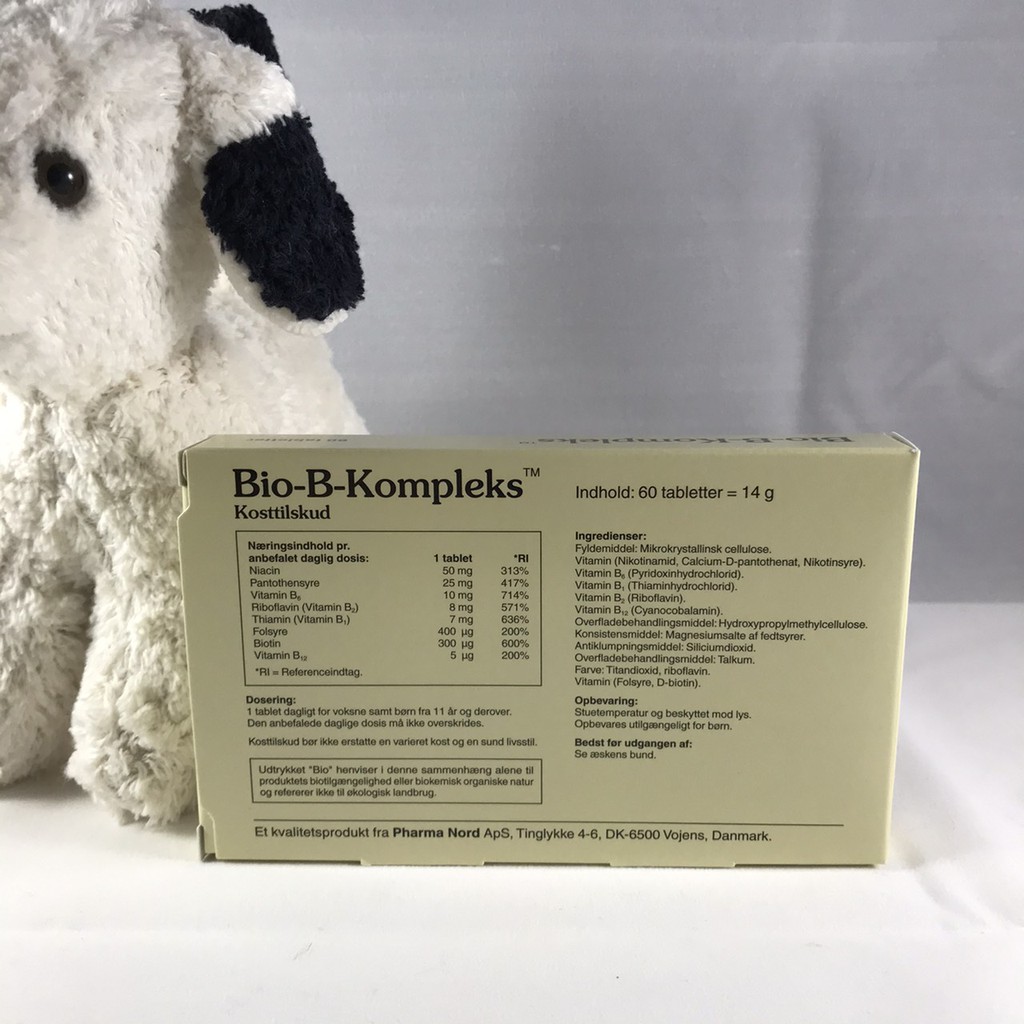 60 tabletter
Bio-B-Kompleks™
Bio-B-Kompleks™
Kosttilskud
Næringsindhold pr.
anbefalet daglig dosis: 1 tablet *RI
Niacin 50 mg 313%
Pantothensyre 25 mg 417%
Vitamin B₆ 10 mg 714%
Riboflavin (Vitamin B₂) 8 mg 571%
Thiamin (Vitamin B₁) 7 mg 636%
Folsyre 400 µg 200%
Biotin 300 µg 600%
Vitamin B₁₂ 5 µg 200%
*RI = Referenceindtag.
Dosering:
1 tablet dagligt for voksne samt børn fra 11 år og derover.
Den anbefalede daglige dosis må ikke overskrides.
Kosttilskud bør ikke erstatte en varieret kost og en sund livsstil.
Udtrykket "Bio" henviser i denne sammenhæng alene til
produktets biotilgængelighed eller biokemisk organiske natur
og refererer ikke til økologisk landbrug.
Indhold: 60 tabletter = 14 g
Ingredienser:
Fyldemiddel: Mikrokrystallinsk cellulose.
Vitamin (Nikotinamid, Calcium-D-pantothenat, Nikotinsyre).
Vitamin B₆ (Pyridoxinhydrochlorid).
Vitamin B₁ (Thiaminhydrochlorid).
Vitamin B₂ (Riboflavin).
Vitamin B₁₂ (Cyanocobalamin).
Overfladebehandlingsmiddel: Hydroxypropylmethylcellulose.
Konsistensmiddel: Magnesiumsalte af fedtsyrer.
Antiklumpningsmiddel: Siliciumdioxid.
Overfladebehandlingsmiddel: Talkum.
Farve: Titandioxid, riboflavin.
Vitamin (Folsyre, D-biotin).
Opbevaring:
Stuetemperatur og beskyttet mod lys.
Opbevares utilgængeligt for børn.
Bedst før udgangen af:
Se æskens bund.
Et kvalitetsprodukt fra Pharma Nord ApS, Tinglykke 4-6, DK-6500 Vojens, Danmark.